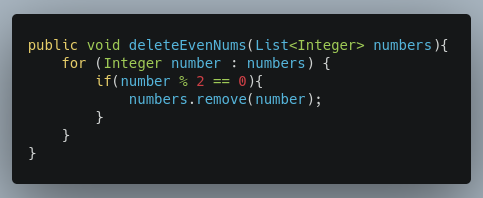 public void deleteEvenNums(List<Integer> numbers){
    for (Integer number : numbers) {
        if(number % 2 == 0){
            numbers.remove(number);
        }
    }
}